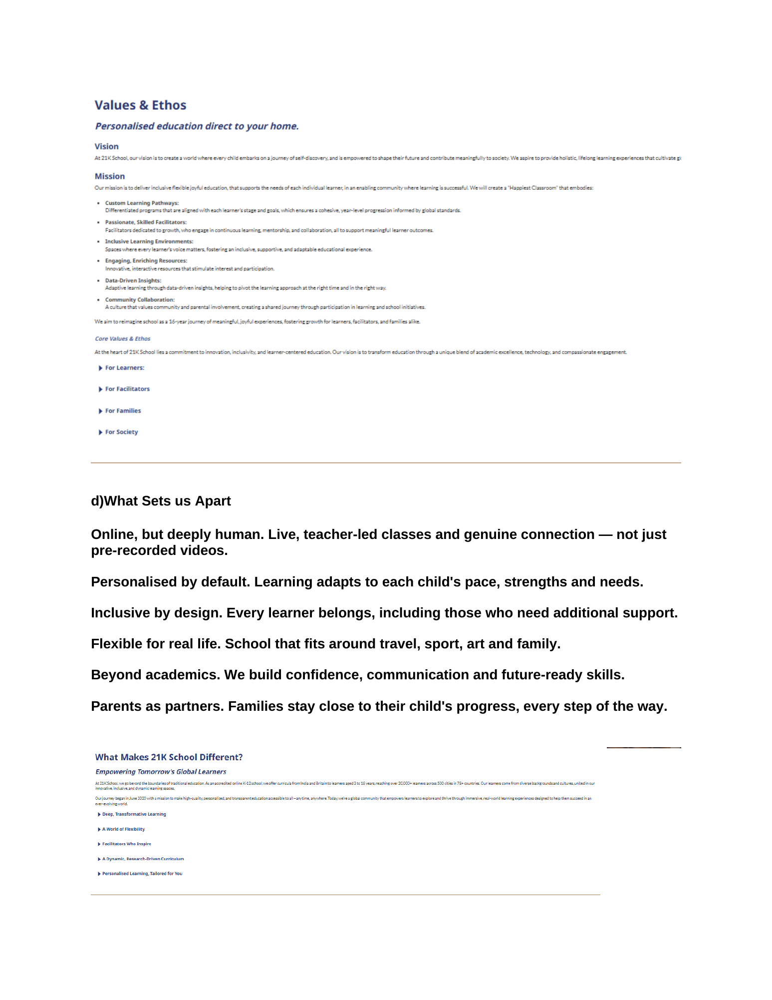 Values & Ethos
Personalised education direct to your home.
Vision
At 21K School, our vision is to create a world where every child embarks on a journey of self-discovery, and is empowered to shape their future and contribute meaningfully to society. We aspire to provide holistic, lifelong learning experiences that cultivate
Mission
Our mission is to deliver inclusive flexible joyful education, that supports the needs of each individual learner, in an enabling community where learning is successful. We will create a "Happiest Classroom" that embodies:
• Custom Learning Pathways:
Differentiated programs that are aligned with each learner's stage and goals, which ensures a cohesive, year-level progression informed by global standards.
• Passionate, Skilled Facilitators:
Facilitators dedicated to growth, who engage in continuous learning, mentorship, and collaboration, all to support meaningful learner outcomes.
• Inclusive Learning Environments:
Spaces where every learner's voice matters, fostering an inclusive, supportive, and adaptable educational experience.
• Engaging, Enriching Resources:
Innovative, interactive resources that stimulate interest and participation.
• Data-Driven Insights:
Adaptive learning through data-driven insights, helping to pivot the learning approach at the right time and in the right way.
• Community Collaboration:
A culture that values community and parental involvement, creating a shared journey through participation in learning and school initiatives.
We aim to reimagine school as a 16-year journey of meaningful, joyful experiences, fostering growth for learners, facilitators, and families alike.
Core Values & Ethos
At the heart of 21K School lies a commitment to innovation, inclusivity, and learner-centered education. Our vision is to transform education through a unique blend of academic excellence, technology, and compassionate engagement.
For Learners:
For Facilitators
For Families
For Society
d)What Sets us Apart
Online, but deeply human. Live, teacher-led classes and genuine connection — not just
pre-recorded videos.
Personalised by default. Learning adapts to each child's pace, strengths and needs.
Inclusive by design. Every learner belongs, including those who need additional support.
Flexible for real life. School that fits around travel, sport, art and family.
Beyond academics. We build confidence, communication and future-ready skills.
Parents as partners. Families stay close to their child's progress, every step of the way.
What Makes 21K School Different?
Empowering Tomorrow's Global Learners
At 21K School, we go beyond the boundaries of traditional education. As an accredited online K-12 school, we offer curricula from India and Britain to learners aged 3 to 18 years, reaching over 20,000+ learners across 500 cities in 78+ countries. Our learners come from diverse backgrounds and cultures, united in our
innovative, inclusive, and dynamic learning spaces.
Our journey began in June 2020 with a mission to make high-quality, personalized, and transparent education accessible to all—anytime, anywhere. Today, we're a global community that empowers learners to explore and thrive through immersive, real-world learning experiences designed to help them succeed in an
ever-evolving world.
Deep, Transformative Learning
A World of Flexibility
Facilitators Who Inspire
A Dynamic, Research-Driven Curriculum
Personalised Learning, Tailored for You